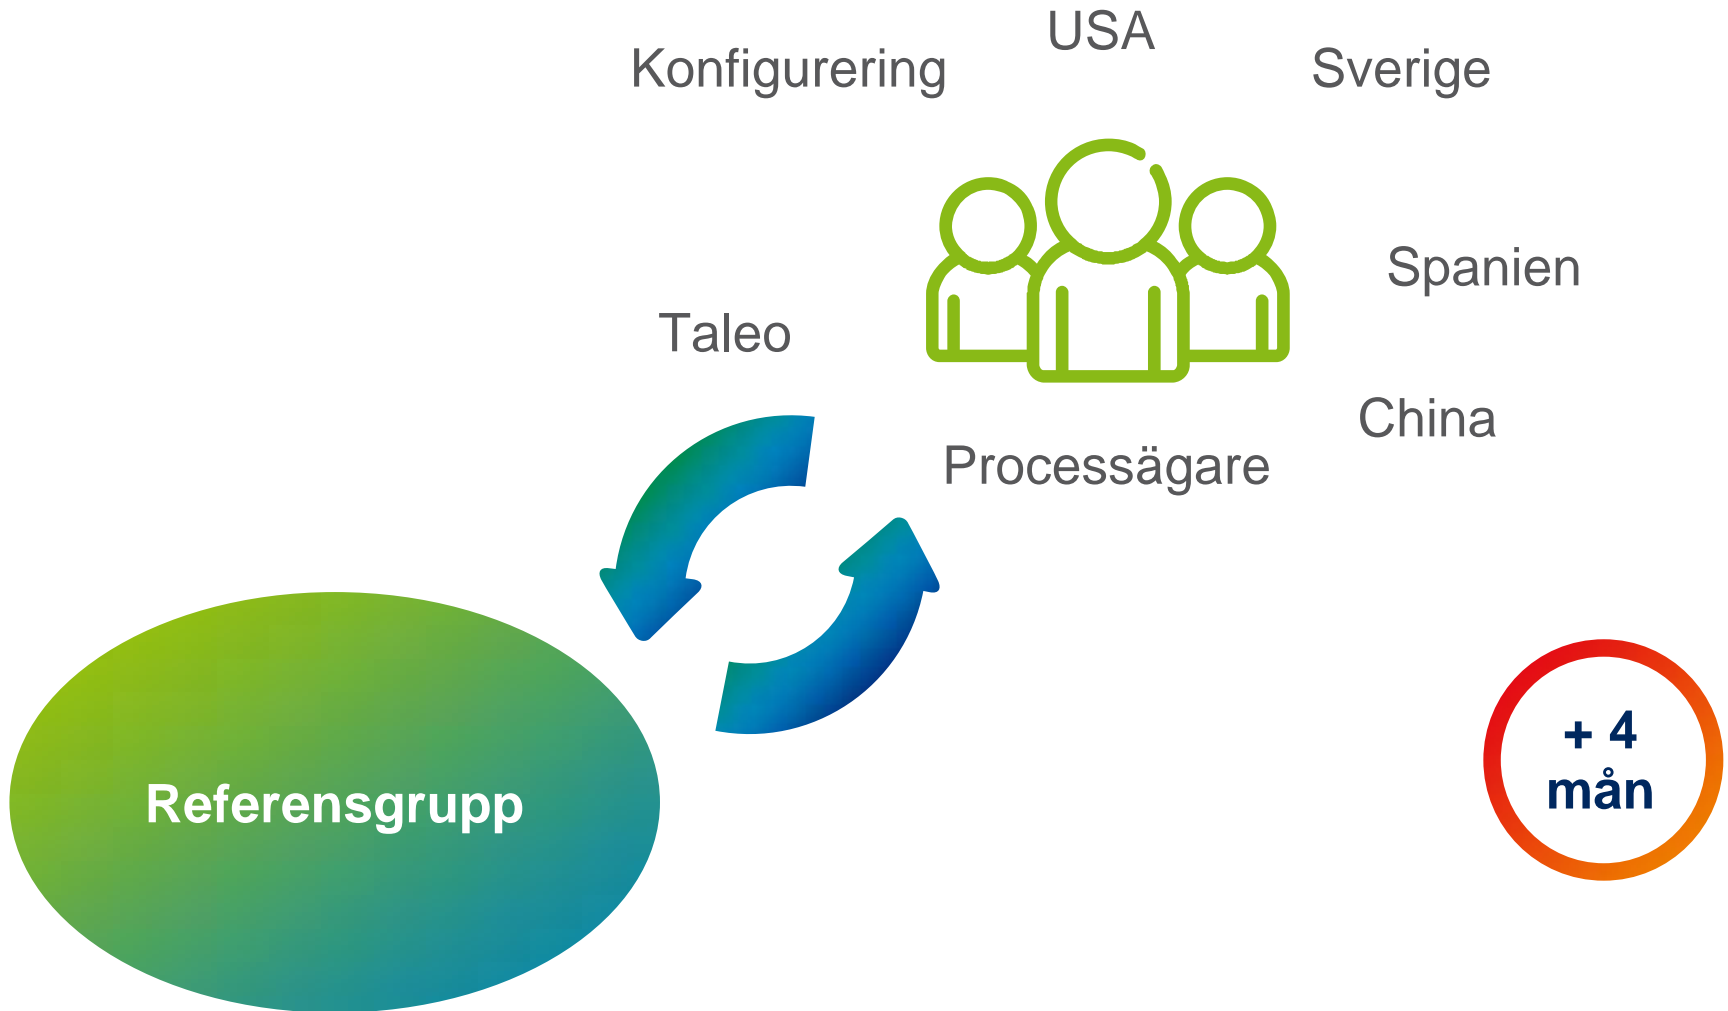 USA
Konfigurering
Sverige
Spanien
Taleo
China
Processägare
Referensgrupp
+ 4
mån